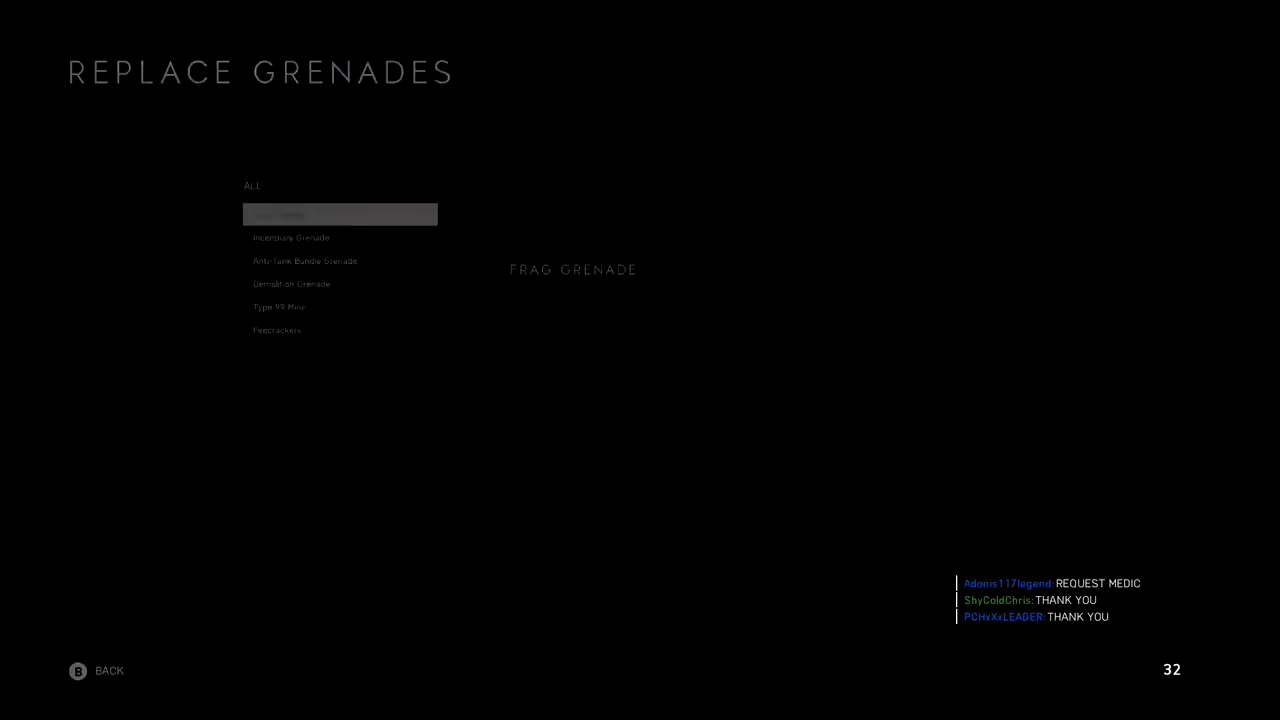 REPLACE GRENADES
ALL
Incendiary Grenade
Anti-Tank Bundle Grenade
Demolition Grenade
Type 99 Mine
Firecrackers
FRAG GRENADE
Adonis117legend:REQUEST MEDIC
ShyColdChris:THANK YOU
PCHxXxLEADER:THANK YOU
B BACK
32